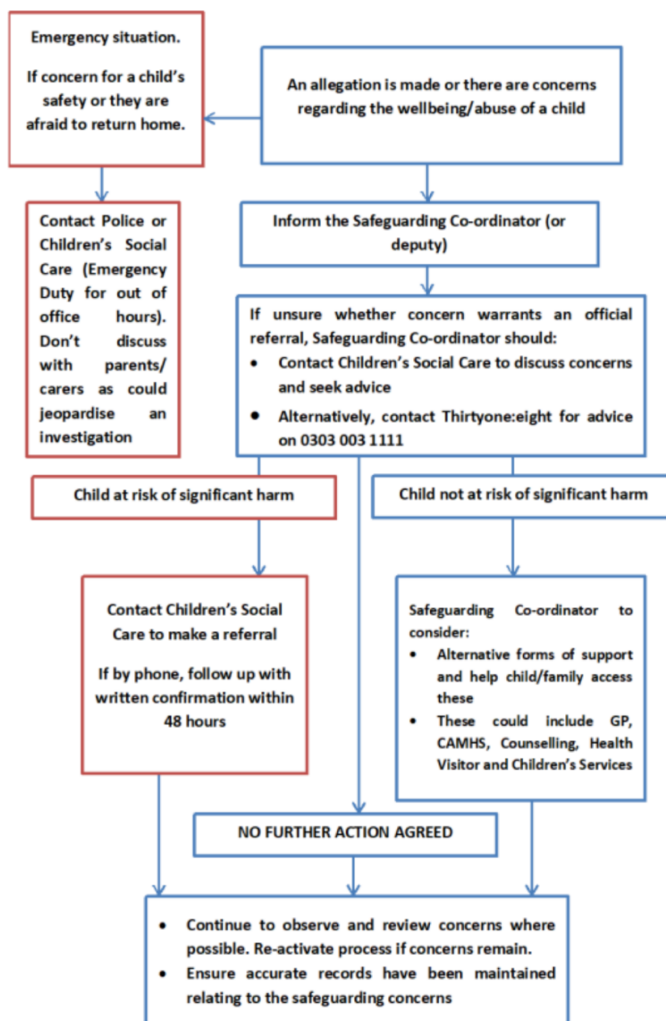 Emergency situation.
If concern for a child's
safety or they are
afraid to return home.
An allegation is made or there are concerns
regarding the wellbeing/abuse of a child
Contact Police or
Children's Social
Care (Emergency
Duty for out of
office hours).
Don't discuss
with parents/
carers as could
jeopardise an
investigation
Inform the Safeguarding Co-ordinator (or
deputy)
If unsure whether concern warrants an official
referral, Safeguarding Co-ordinator should:
• Contact Children's Social Care to discuss concerns
and seek advice
• Alternatively, contact Thirtyone:eight for advice
on 0303 003 1111
Child at risk of significant harm
Child not at risk of significant harm
Contact Children's Social
Care to make a referral
If by phone, follow up with
written confirmation within
48 hours
Safeguarding Co-ordinator to
consider:
• Alternative forms of support
and help child/family access
these
• These could include GP,
CAMHS, Counselling, Health
Visitor and Children's Services
NO FURTHER ACTION AGREED
• Continue to observe and review concerns where
possible. Re-activate process if concerns remain.
• Ensure accurate records have been maintained
relating to the safeguarding concerns